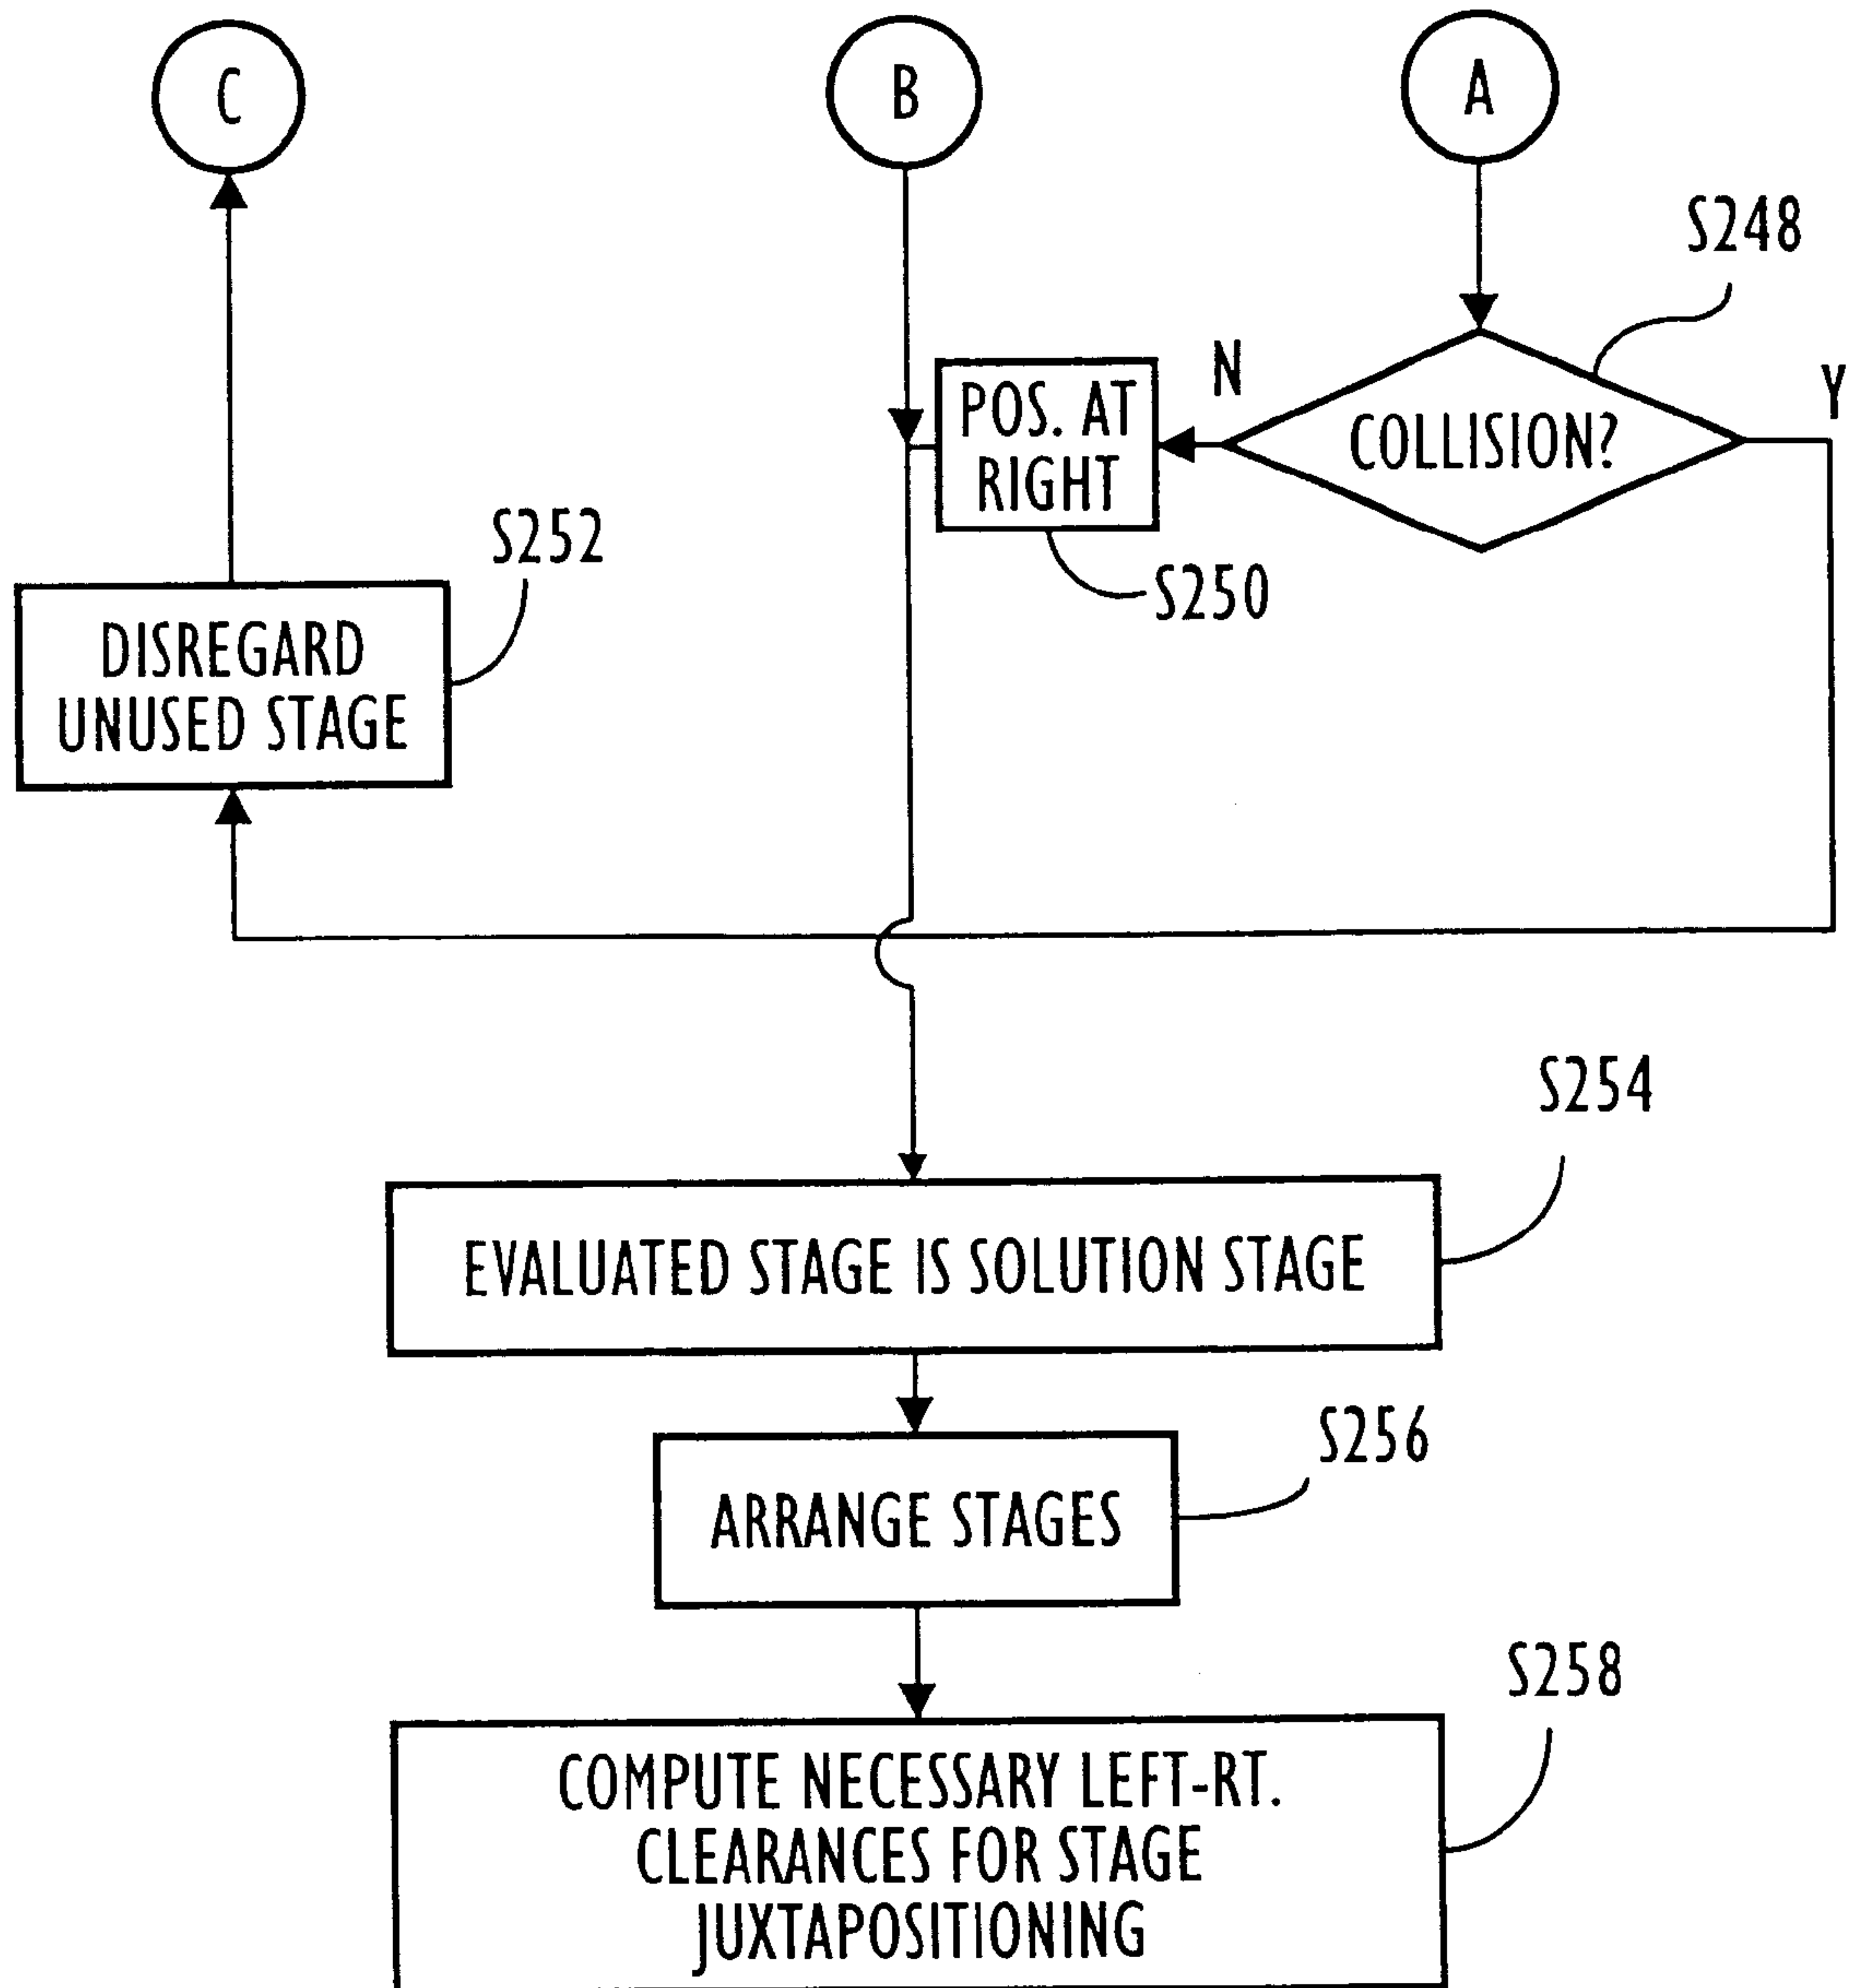 C
B
A
S248
N
Y
POS. AT
RIGHT
COLLISION?
S250
S252
DISREGARD
UNUSED STAGE
S254
EVALUATED STAGE IS SOLUTION STAGE
S256
ARRANGE STAGES
S258
COMPUTE NECESSARY LEFT-RT.
CLEARANCES FOR STAGE
JUXTAPOSITIONING